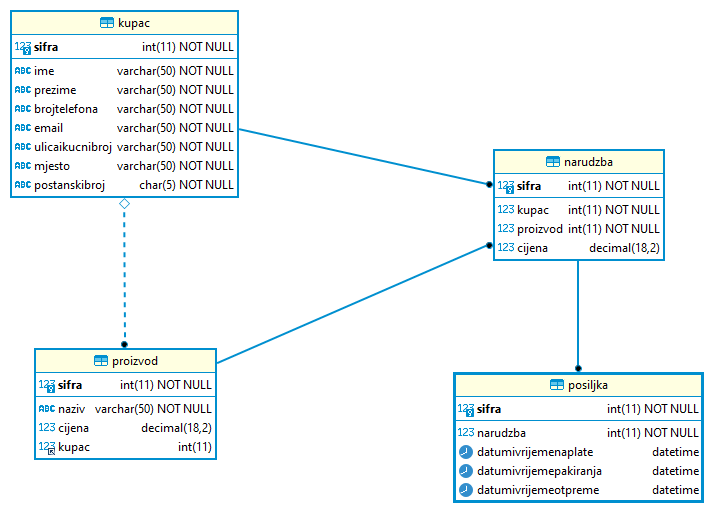 kupac
123 sifra int(11) NOT NULL
ABC ime varchar(50) NOT NULL
ABC prezime varchar(50) NOT NULL
ABC brojtelefona varchar(50) NOT NULL
ABC email varchar(50) NOT NULL
ABC ulicaikucnibroj varchar(50) NOT NULL
ABC mjesto varchar(50) NOT NULL
ABC postanskibroj char(5) NOT NULL
narudzba
123 sifra int(11) NOT NULL
123 kupac int(11) NOT NULL
123 proizvod int(11) NOT NULL
123 cijena decimal(18,2)
proizvod
123 sifra int(11) NOT NULL
ABC naziv varchar(50) NOT NULL
123 cijena decimal(18,2)
123 kupac int(11)
posiljka
123 sifra int(11) NOT NULL
123 narudzba int(11) NOT NULL
datumivrijemenaplate datetime
datumivrijemepakiranja datetime
datumivrijemeotpreme datetime